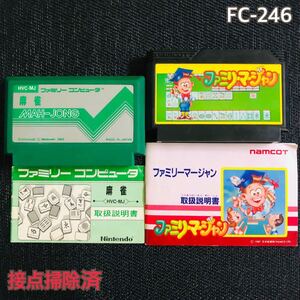 FC-246
HVC-MJ
ファミリー コンピュータ
麻雀
MAH-JONG
ファミリーマージャン
ファミリー コンピュータ
麻雀
<HVC-MJ>
取扱説明書
Nintendo
namcot
ファミリーマージャン
取扱説明書
ファミリーマージャン
接点掃除済